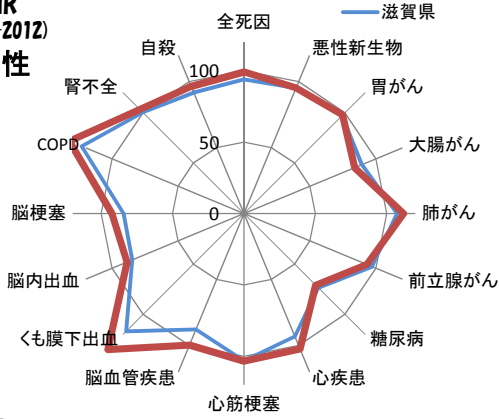 2012)
性
滋賀県
全死因
悪性新生物
胃がん
大腸がん
肺がん
前立腺がん
糖尿病
心疾患
心筋梗塞
脳血管疾患
くも膜下出血
脳内出血
脳梗塞
COPD
腎不全
自殺
100
50
0